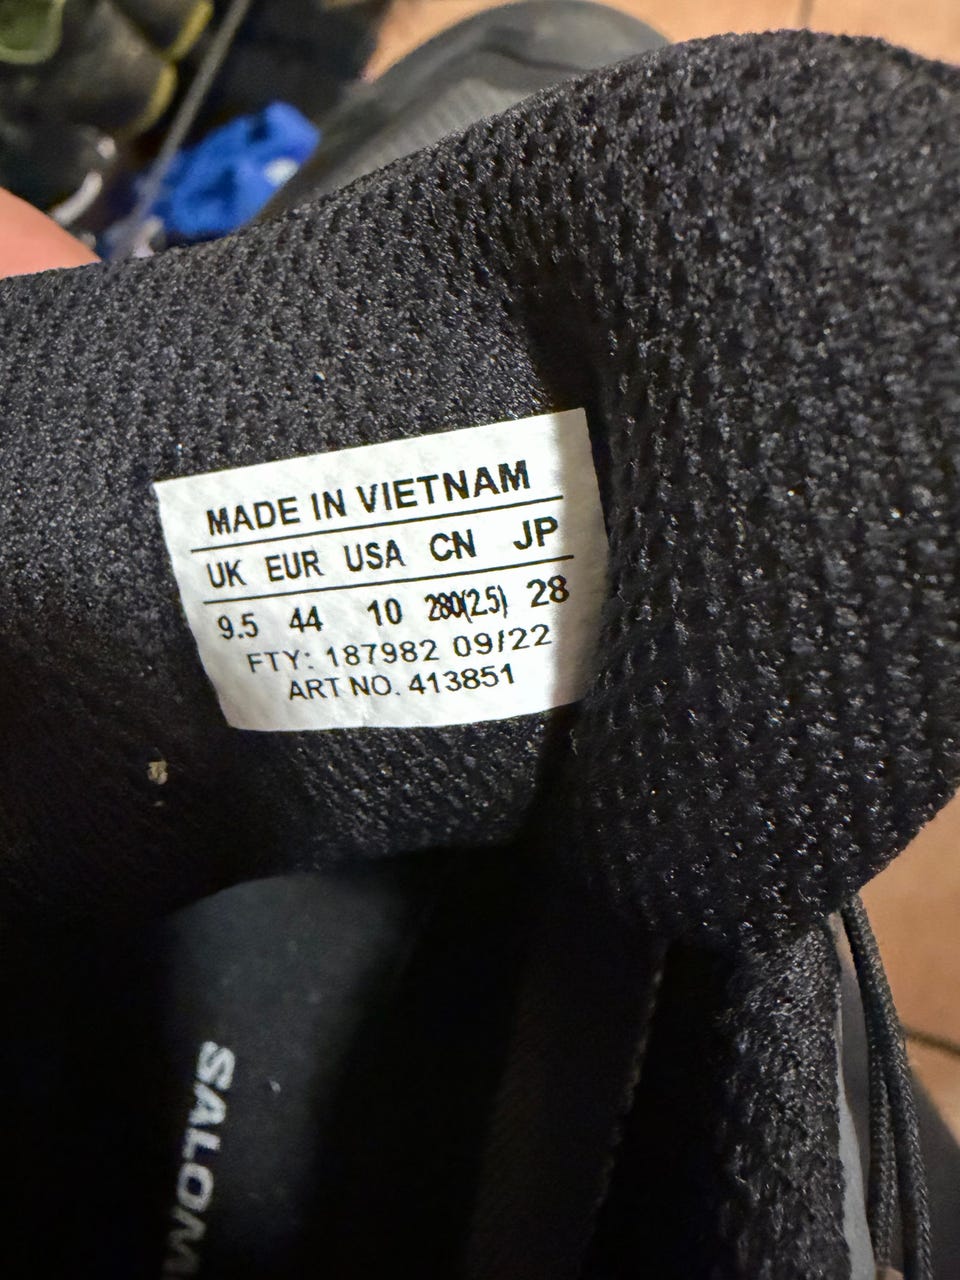 MADE IN VIETNAM
UK EUR USA CN JP
9.5 44 10 280(2.5) 28
FTY: 187982 09/22
ART NO. 413851
SALOM